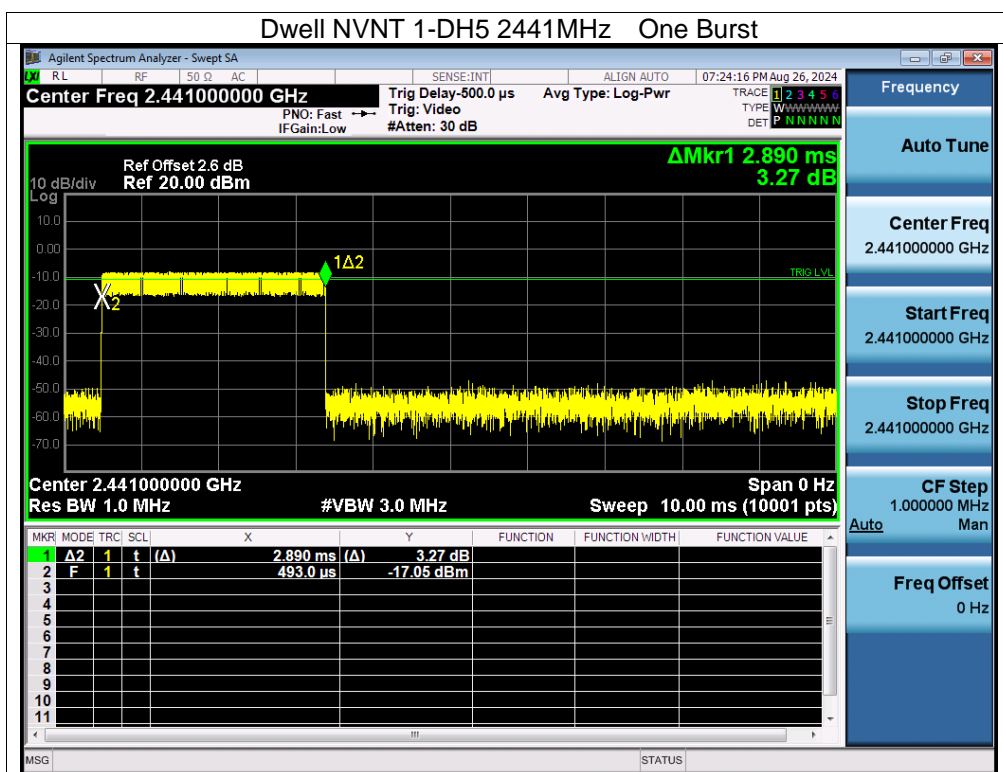 Dwell NVNT 1-DH5 2441MHz One Burst
Agilent Spectrum Analyzer - Swept SA
LXI RL RF 50 Ω AC SENSE:INT ALIGN AUTO 07:24:16 PM Aug 26, 2024
Center Freq 2.441000000 GHz
PNO: Fast
IFGain:Low
Trig Delay-500.0 µs
Trig: Video
#Atten: 30 dB
Avg Type: Log-Pwr
TRACE 1 2 3 4 5 6
TYPE WWWWWW
DET P N N N N N
ΔMkr1 2.890 ms
3.27 dB
Ref Offset 2.6 dB
10 dB/div Ref 20.00 dBm
Log
10.0
0.00
-10.0
-20.0
-30.0
-40.0
-50.0
-60.0
-70.0
1Δ2
TRIG LVL
X2
Center 2.441000000 GHz Span 0 Hz
Res BW 1.0 MHz #VBW 3.0 MHz Sweep 10.00 ms (10001 pts)
MKR MODE TRC SCL X Y FUNCTION FUNCTION WIDTH FUNCTION VALUE
1 Δ2 1 t (Δ) 2.890 ms (Δ) 3.27 dB
2 F 1 t 493.0 µs -17.05 dBm
3
4
5
6
7
8
9
10
11
MSG STATUS
Frequency
Auto Tune
Center Freq
2.441000000 GHz
Start Freq
2.441000000 GHz
Stop Freq
2.441000000 GHz
CF Step
1.000000 MHz
Auto Man
Freq Offset
0 Hz